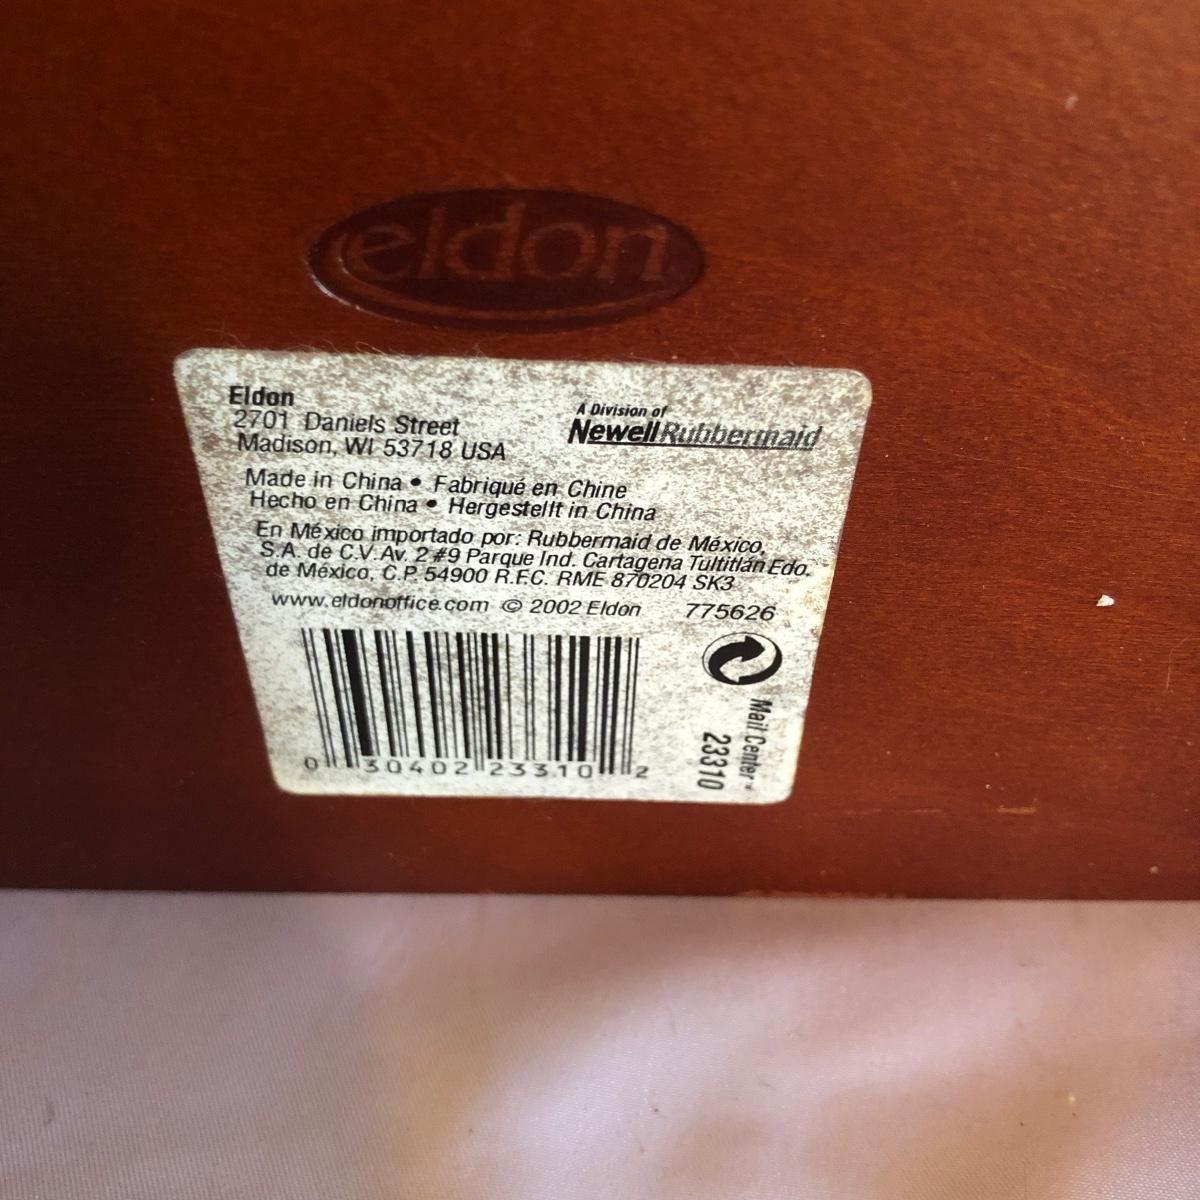 eldon
Eldon
2701 Daniels Street
Madison, WI 53718 USA
A Division of
NewellRubbermaid
Made in China • Fabriqué en Chine
Hecho en China • Hergestellt in China
En México importado por: Rubbermaid de México,
S.A. de C.V. Av. 2 #9 Parque Ind. Cartagena Tultitlán Edo.
de México, C.P. 54900 R.F.C. RME 870204 SK3
www.eldonoffice.com © 2002 Eldon 775626
0 30402 23310 2
Mail Center™
23310